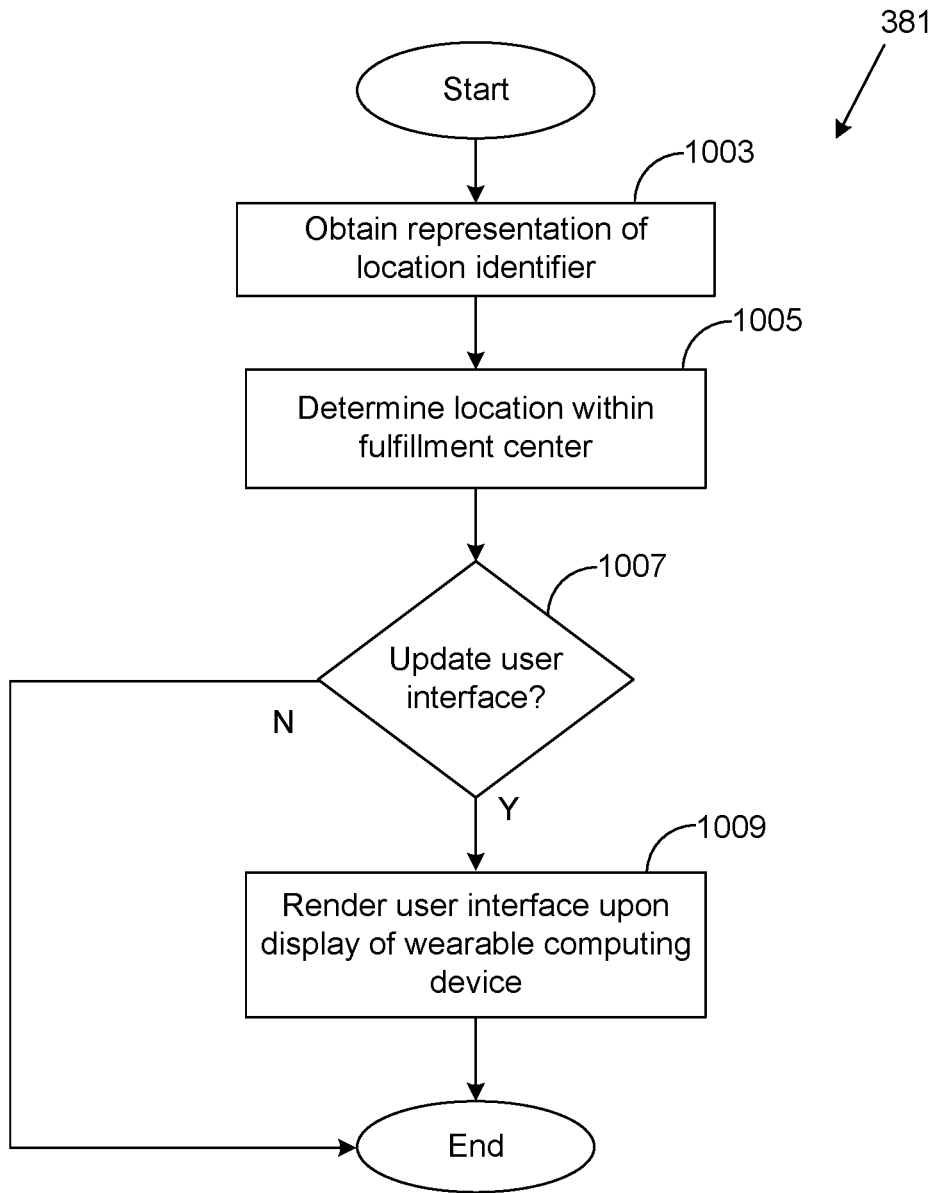 381
Start
1003
Obtain representation of
location identifier
1005
Determine location within
fulfillment center
1007
Update user
interface?
N
Y
1009
Render user interface upon
display of wearable computing
device
End